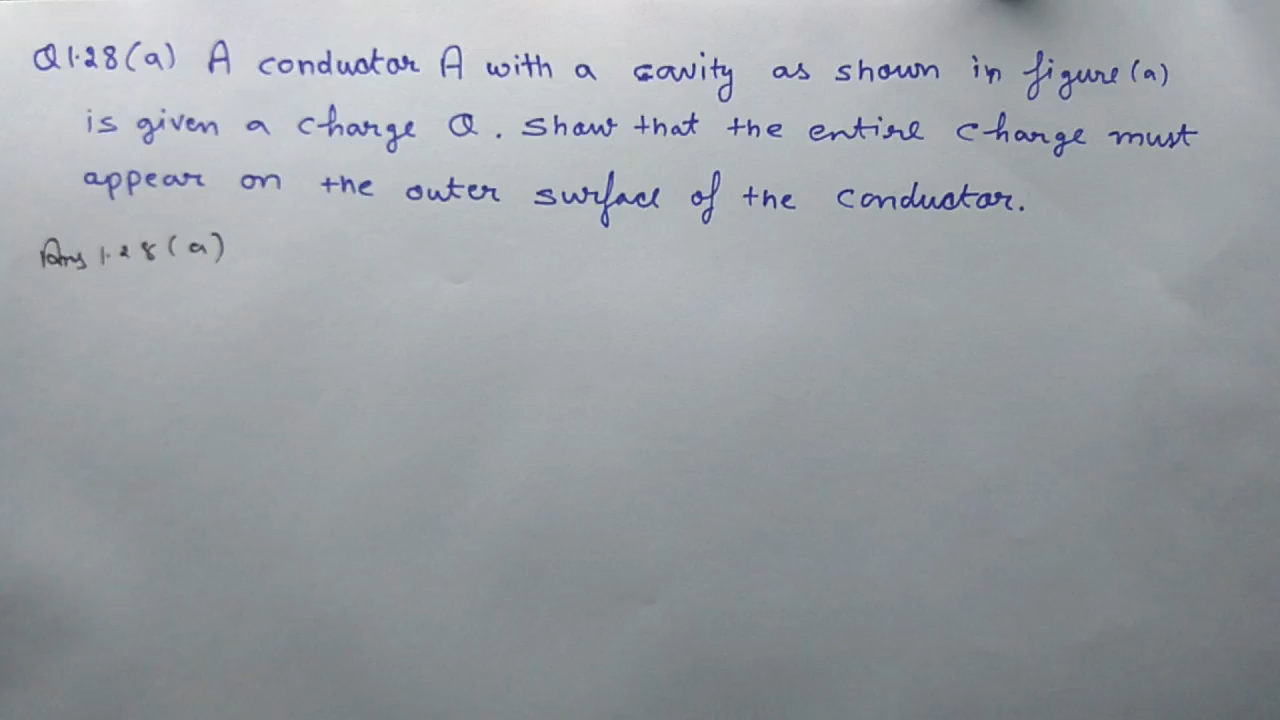 Q1.28(a) A conductor A with a cavity as shown in figure(a)
is given a charge Q. Show that the entire charge must
appear on the outer surface of the conductor.
Ans 1.28(a)